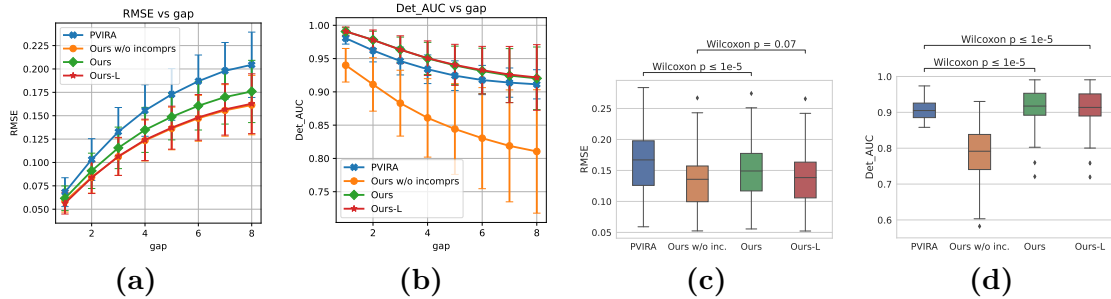 RMSE vs gap
PVIRA
Ours w/o incomprs
Ours
Ours-L
RMSE
0.225
0.200
0.175
0.150
0.125
0.100
0.075
0.050
2 4 6 8
gap
(a)
Det_AUC vs gap
Det_AUC
1.00
0.95
0.90
0.85
0.80
0.75
PVIRA
Ours w/o incomprs
Ours
Ours-L
1 2 3 4 5 6 7 8
gap
(b)
Wilcoxon p = 0.07
Wilcoxon p ≤ 1e-5
RMSE
0.25
0.20
0.15
0.10
0.05
PVIRA Ours w/o inc. Ours Ours-L
(c)
Wilcoxon p ≤ 1e-5
Wilcoxon p ≤ 1e-5
Det_AUC
1.0
0.9
0.8
0.7
0.6
PVIRA Ours w/o inc. Ours Ours-L
(d)